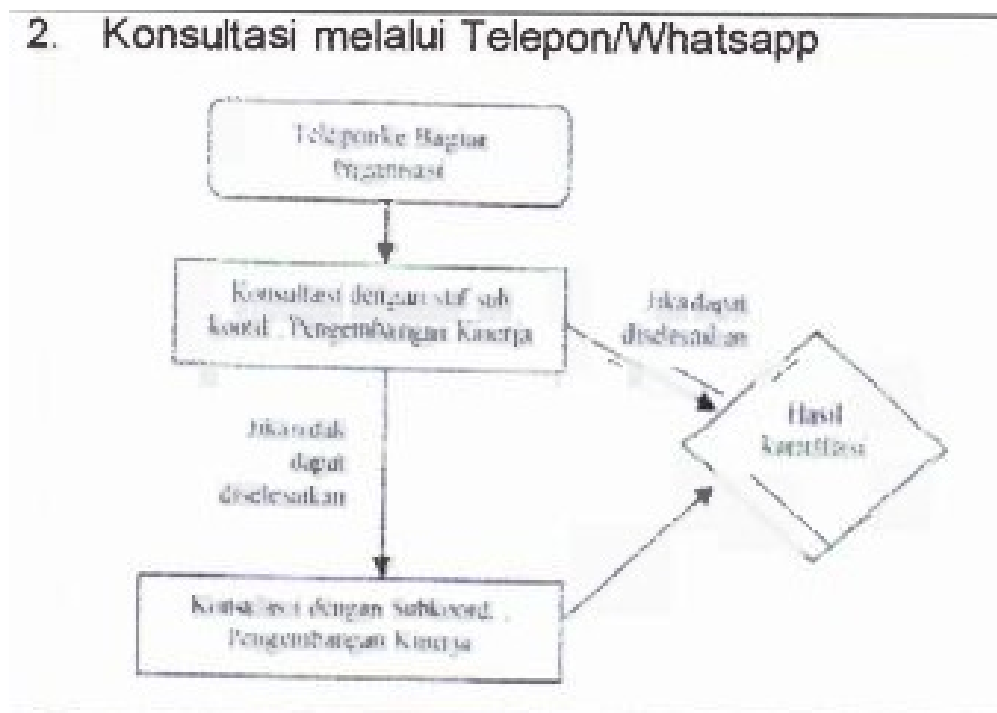 2. Konsultasi melalui Telepon/Whatsapp
Telepon ke Bagian
Organisasi
Konsultasi dengan staf sub
koord. Pengembangan Kinerja
Jika dapat
diselesaikan
Hasil
Jika tidak
dapat
diselesaikan
Konsultasi dengan Subkoord.
Pengembangan Kinerja